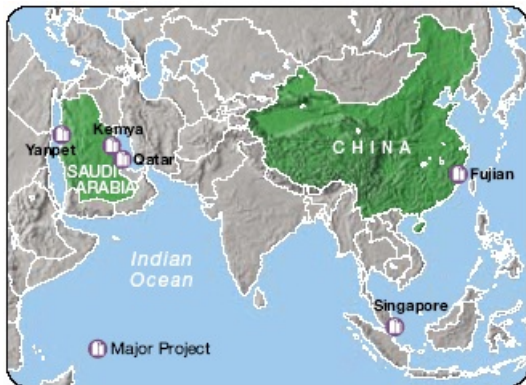 CHINA
Kemya
Yanpet
Qatar
SAUDI
ARABIA
Fujian
Indian
Ocean
Singapore
Major Project